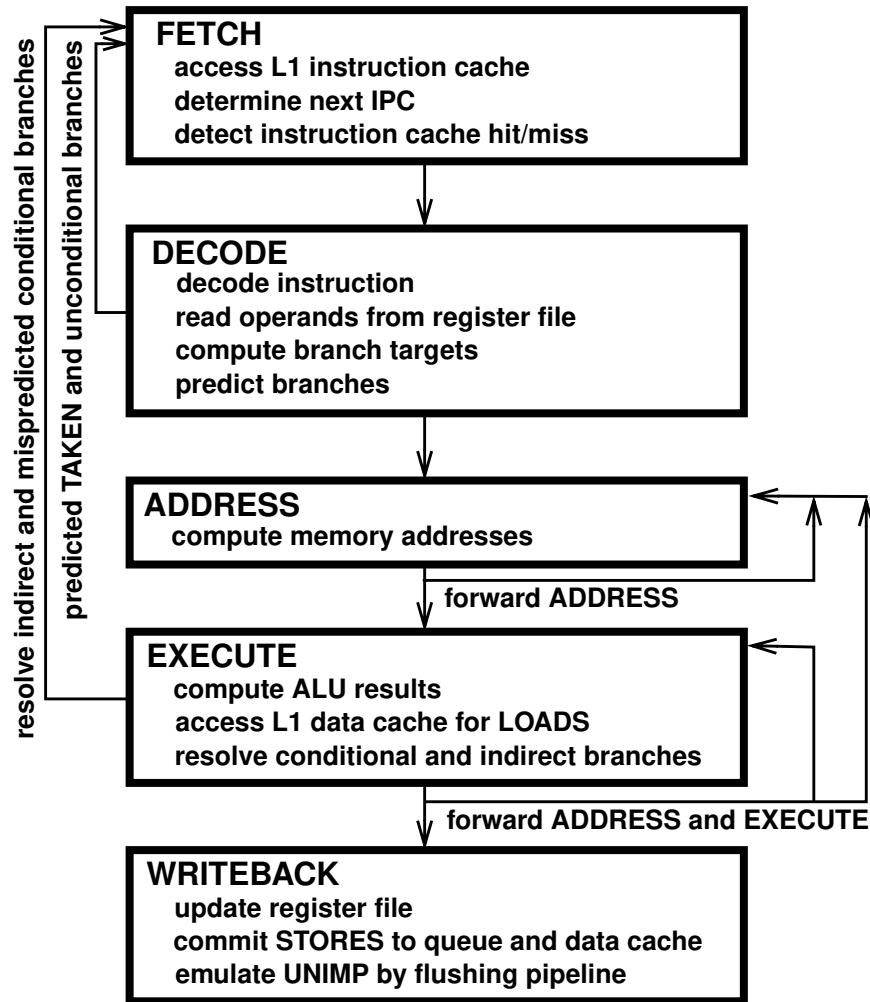 resolve indirect and mispredicted conditional branches
predicted TAKEN and unconditional branches
FETCH
access L1 instruction cache
determine next IPC
detect instruction cache hit/miss
DECODE
decode instruction
read operands from register file
compute branch targets
predict branches
ADDRESS
compute memory addresses
forward ADDRESS
EXECUTE
compute ALU results
access L1 data cache for LOADS
resolve conditional and indirect branches
forward ADDRESS and EXECUTE
WRITEBACK
update register file
commit STORES to queue and data cache
emulate UNIMP by flushing pipeline